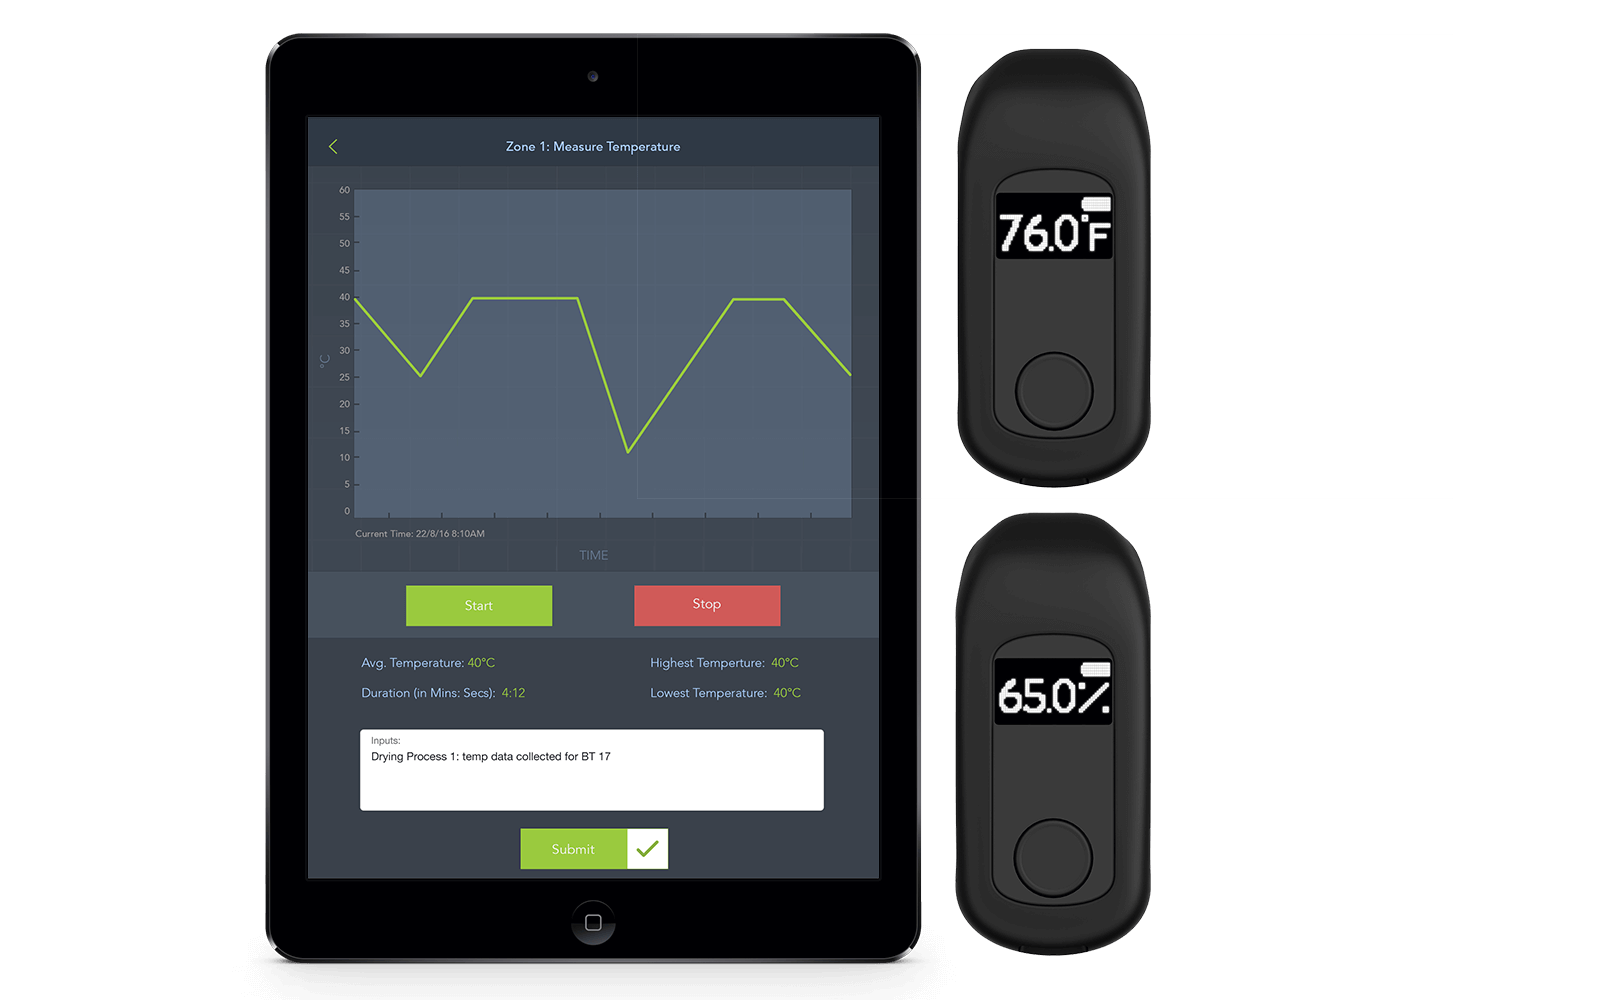 Zone 1: Measure Temperature
60
55
50
45
40
35
30
25
20
15
10
5
0
°C
Current Time: 22/8/16 8:10AM
TIME
Start
Stop
Avg. Temperature: 40°C
Highest Temperture: 40°C
Duration (in Mins: Secs): 4:12
Lowest Temperature: 40°C
Inputs:
Drying Process 1: temp data collected for BT 17
Submit
76.0°F
65.0%